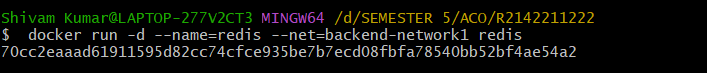 Shivam Kumar@LAPTOP-277V2CT3 MINGW64 /d/SEMESTER 5/ACO/R2142211222
$ docker run -d --name=redis --net=backend-network1 redis
70cc2eaaad61911595d82cc74cfce935be7b7ecd08fbfa78540bb52bf4ae54a2